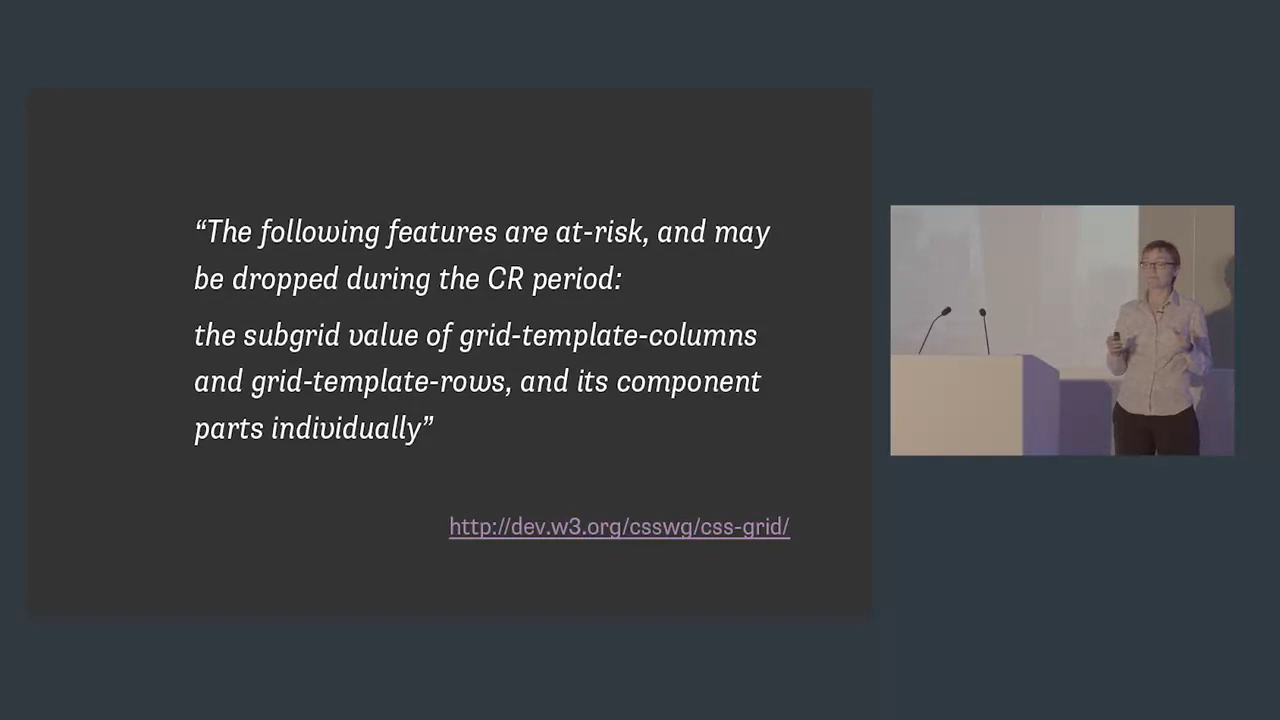 “The following features are at-risk, and may
be dropped during the CR period:
the subgrid value of grid-template-columns
and grid-template-rows, and its component
parts individually”
http://dev.w3.org/csswg/css-grid/